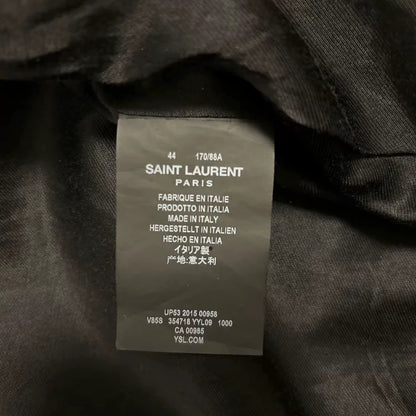 44 170/88A
SAINT LAURENT
PARIS
FABRIQUE EN ITALIE
PRODOTTO IN ITALIA
MADE IN ITALY
HERGESTELLT IN ITALIEN
HECHO EN ITALIA
イタリア製
产地:意大利
UP53 2015 00958
V85S 354718 YYL09 1000
CA 00985
YSL.COM